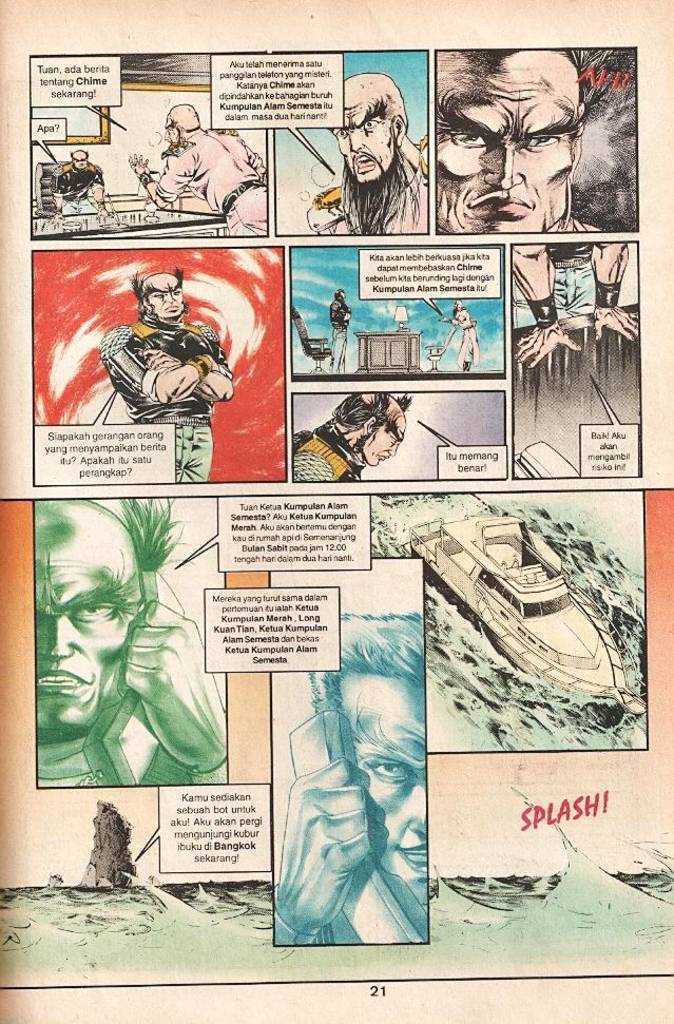 Tuan, ada berita
tentang Chime
sekarang!
Apa?
Aku telah menerima satu
panggilan telefon yang misteri.
Katanya Chime akan
dipindahkan ke bahagian buruh
Kumpulan Alam Semesta itu
dalam masa dua hari nanti!
AH!!
Siapakah gerangan orang
yang menyampaikan berita
itu? Apakah itu satu
perangkap?
Kita akan lebih berkuasa jika kita
dapat membebaskan Chime
sebelum kita berunding lagi dengan
Kumpulan Alam Semesta itu!
Itu memang
benar!
Baik! Aku
akan
mengambil
risiko ini!
Tuan Ketua Kumpulan Alam
Semesta? Aku Ketua Kumpulan
Merah. Aku akan bertemu dengan
kau di rumah api di Semenanjung
Bulan Sabit pada jam 12.00
tengah hari dalam dua hari nanti.
Mereka yang turut sama dalam
pertemuan itu ialah Ketua
Kumpulan Merah, Long
Kuan Tian, Ketua Kumpulan
Alam Semesta dan bekas
Ketua Kumpulan Alam
Semesta.
Kamu sediakan
sebuah bot untuk
aku! Aku akan pergi
mengunjungi kubur
ibuku di Bangkok
sekarang!
SPLASH!
21